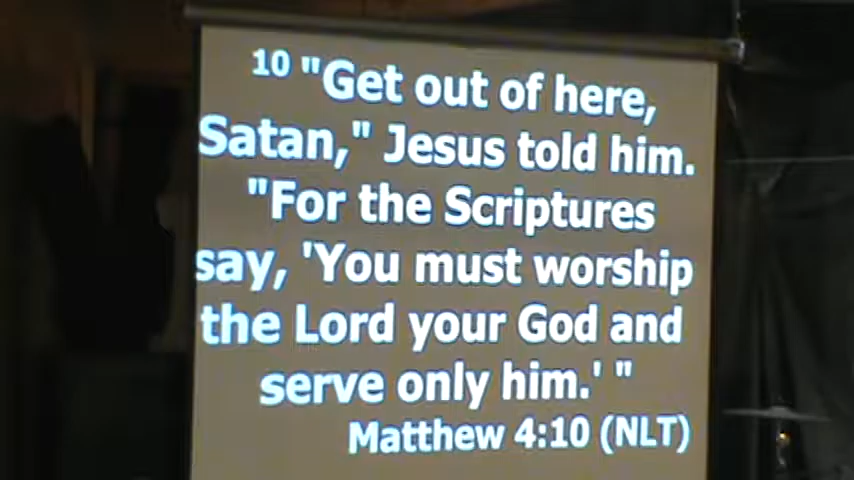 10 "Get out of here,
Satan," Jesus told him.
"For the Scriptures
say, 'You must worship
the Lord your God and
serve only him.' "
Matthew 4:10 (NLT)